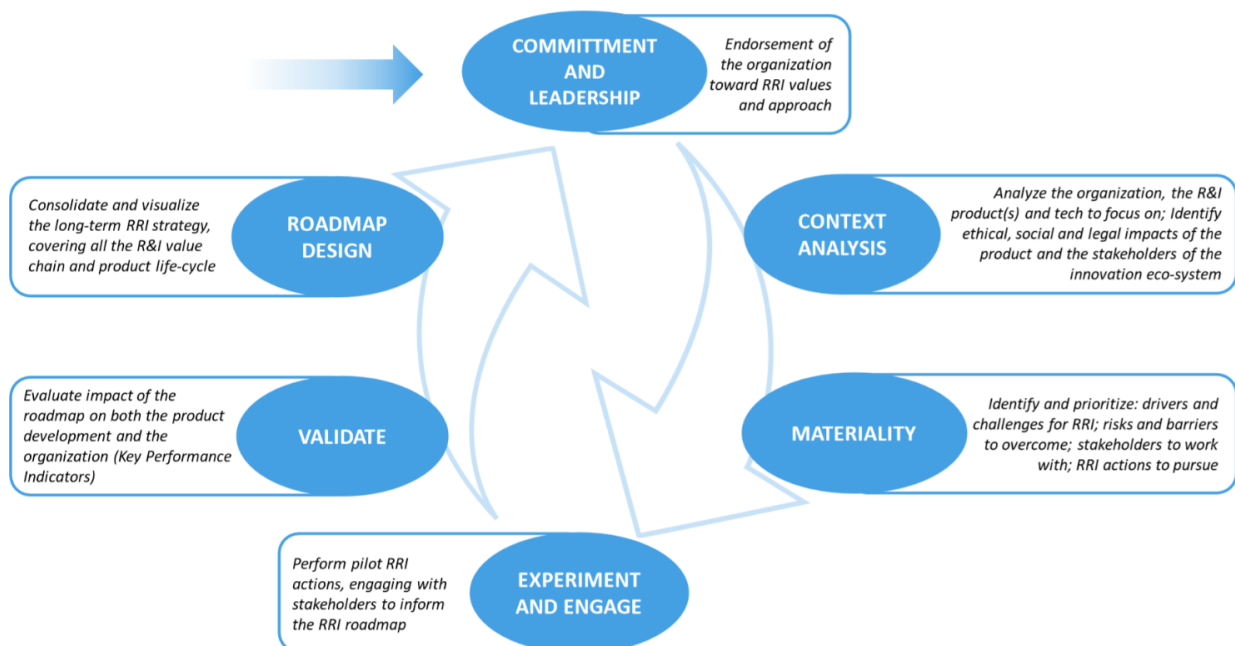 COMMITTMENT
AND
LEADERSHIP
Endorsement of
the organization
toward RRI values
and approach
CONTEXT
ANALYSIS
Analyze the organization, the R&I
product(s) and tech to focus on; Identify
ethical, social and legal impacts of the
product and the stakeholders of the
innovation eco-system
MATERIALITY
Identify and prioritize: drivers and
challenges for RRI; risks and barriers
to overcome; stakeholders to work
with; RRI actions to pursue
EXPERIMENT
AND ENGAGE
Perform pilot RRI
actions, engaging with
stakeholders to inform
the RRI roadmap
VALIDATE
Evaluate impact of the
roadmap on both the product
development and the
organization (Key Performance
Indicators)
ROADMAP
DESIGN
Consolidate and visualize
the long-term RRI strategy,
covering all the R&I value
chain and product life-cycle